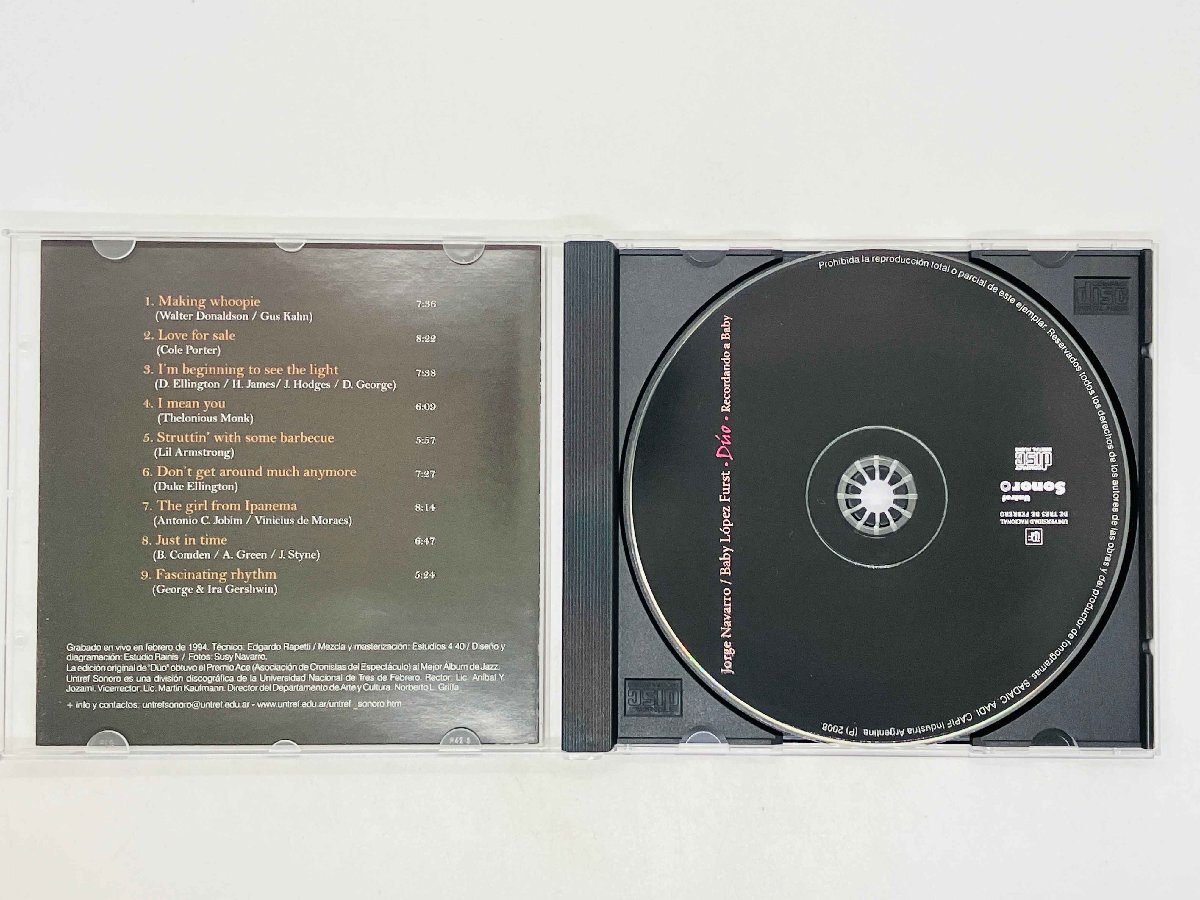 1. Making whoopie 7:36
(Walter Donaldson / Gus Kahn)
2. Love for sale 8:22
(Cole Porter)
3. I'm beginning to see the light 7:38
(D. Ellington / H. James/ J. Hodges / D. George)
4. I mean you 6:09
(Thelonious Monk)
5. Struttin' with some barbecue 5:57
(Lil Armstrong)
6. Don't get around much anymore 7:27
(Duke Ellington)
7. The girl from Ipanema 8:14
(Antonio C. Jobim / Vinicius de Moraes)
8. Just in time 6:47
(B. Comden / A. Green / J. Styne)
9. Fascinating rhythm 5:24
(George & Ira Gershwin)
Grabado en vivo en febrero de 1994. Técnico: Edgardo Rapetti / Mezcla y masterización: Estudios 4.40 / Diseño y
diagramación: Estudio Rainis / Fotos: Susy Navarro.
La edición original de "Dúo" obtuvo el Premio Ace (Asociación de Cronistas del Espectáculo) al Mejor Álbum de Jazz.
Untref Sonoro es una división discográfica de la Universidad Nacional de Tres de Febrero. Rector: Lic. Aníbal Y.
Jozami. Vicerrector: Lic. Martín Kaufmann. Director del Departamento de Arte y Cultura. Norberto L. Griffa
+ info y contactos: untrefsonoro@untref.edu.ar - www.untref.edu.ar/untref_sonoro.htm
Jorge Navarro / Baby López Furst • Dúo • Recordando a Baby
Prohibida la reproducción total o parcial de este ejemplar. Reservados todos los derechos de los autores de las obras y del productor de fonogramas. SADAIC. AADI. CAPIF Industria Argentina (P) 2008
COMPACT
disc
DIGITAL AUDIO
Untref
Sonoro
UNIVERSIDAD NACIONAL
DE TRES DE FEBRERO
disc
disc